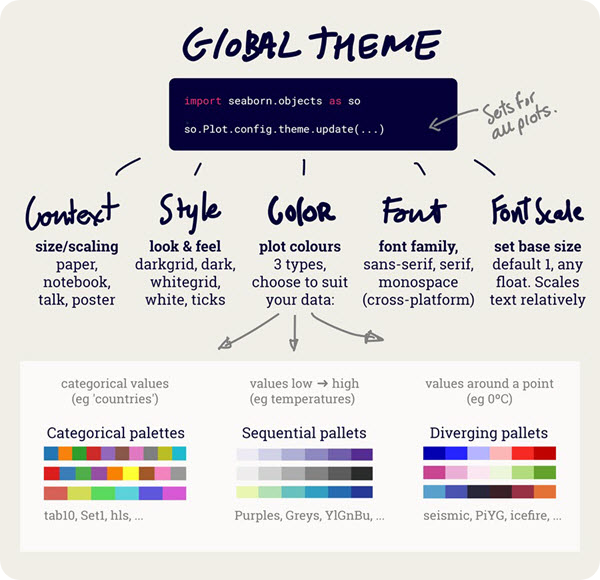 GLOBAL THEME
import seaborn.objects as so
so.Plot.config.theme.update(...)
Sets for
all plots.
Context
size/scaling
paper,
notebook,
talk, poster
Style
look & feel
darkgrid, dark,
whitegrid,
white, ticks
Color
plot colours
3 types,
choose to suit
your data:
Font
font family,
sans-serif, serif,
monospace
(cross-platform)
Font Scale
set base size
default 1, any
float. Scales
text relatively
categorical values
(eg 'countries')
Categorical palettes
tab10, Set1, hls, ...
values low ➔ high
(eg temperatures)
Sequential pallets
Purples, Greys, YlGnBu, ...
values around a point
(eg 0ºC)
Diverging pallets
seismic, PiYG, icefire, ...